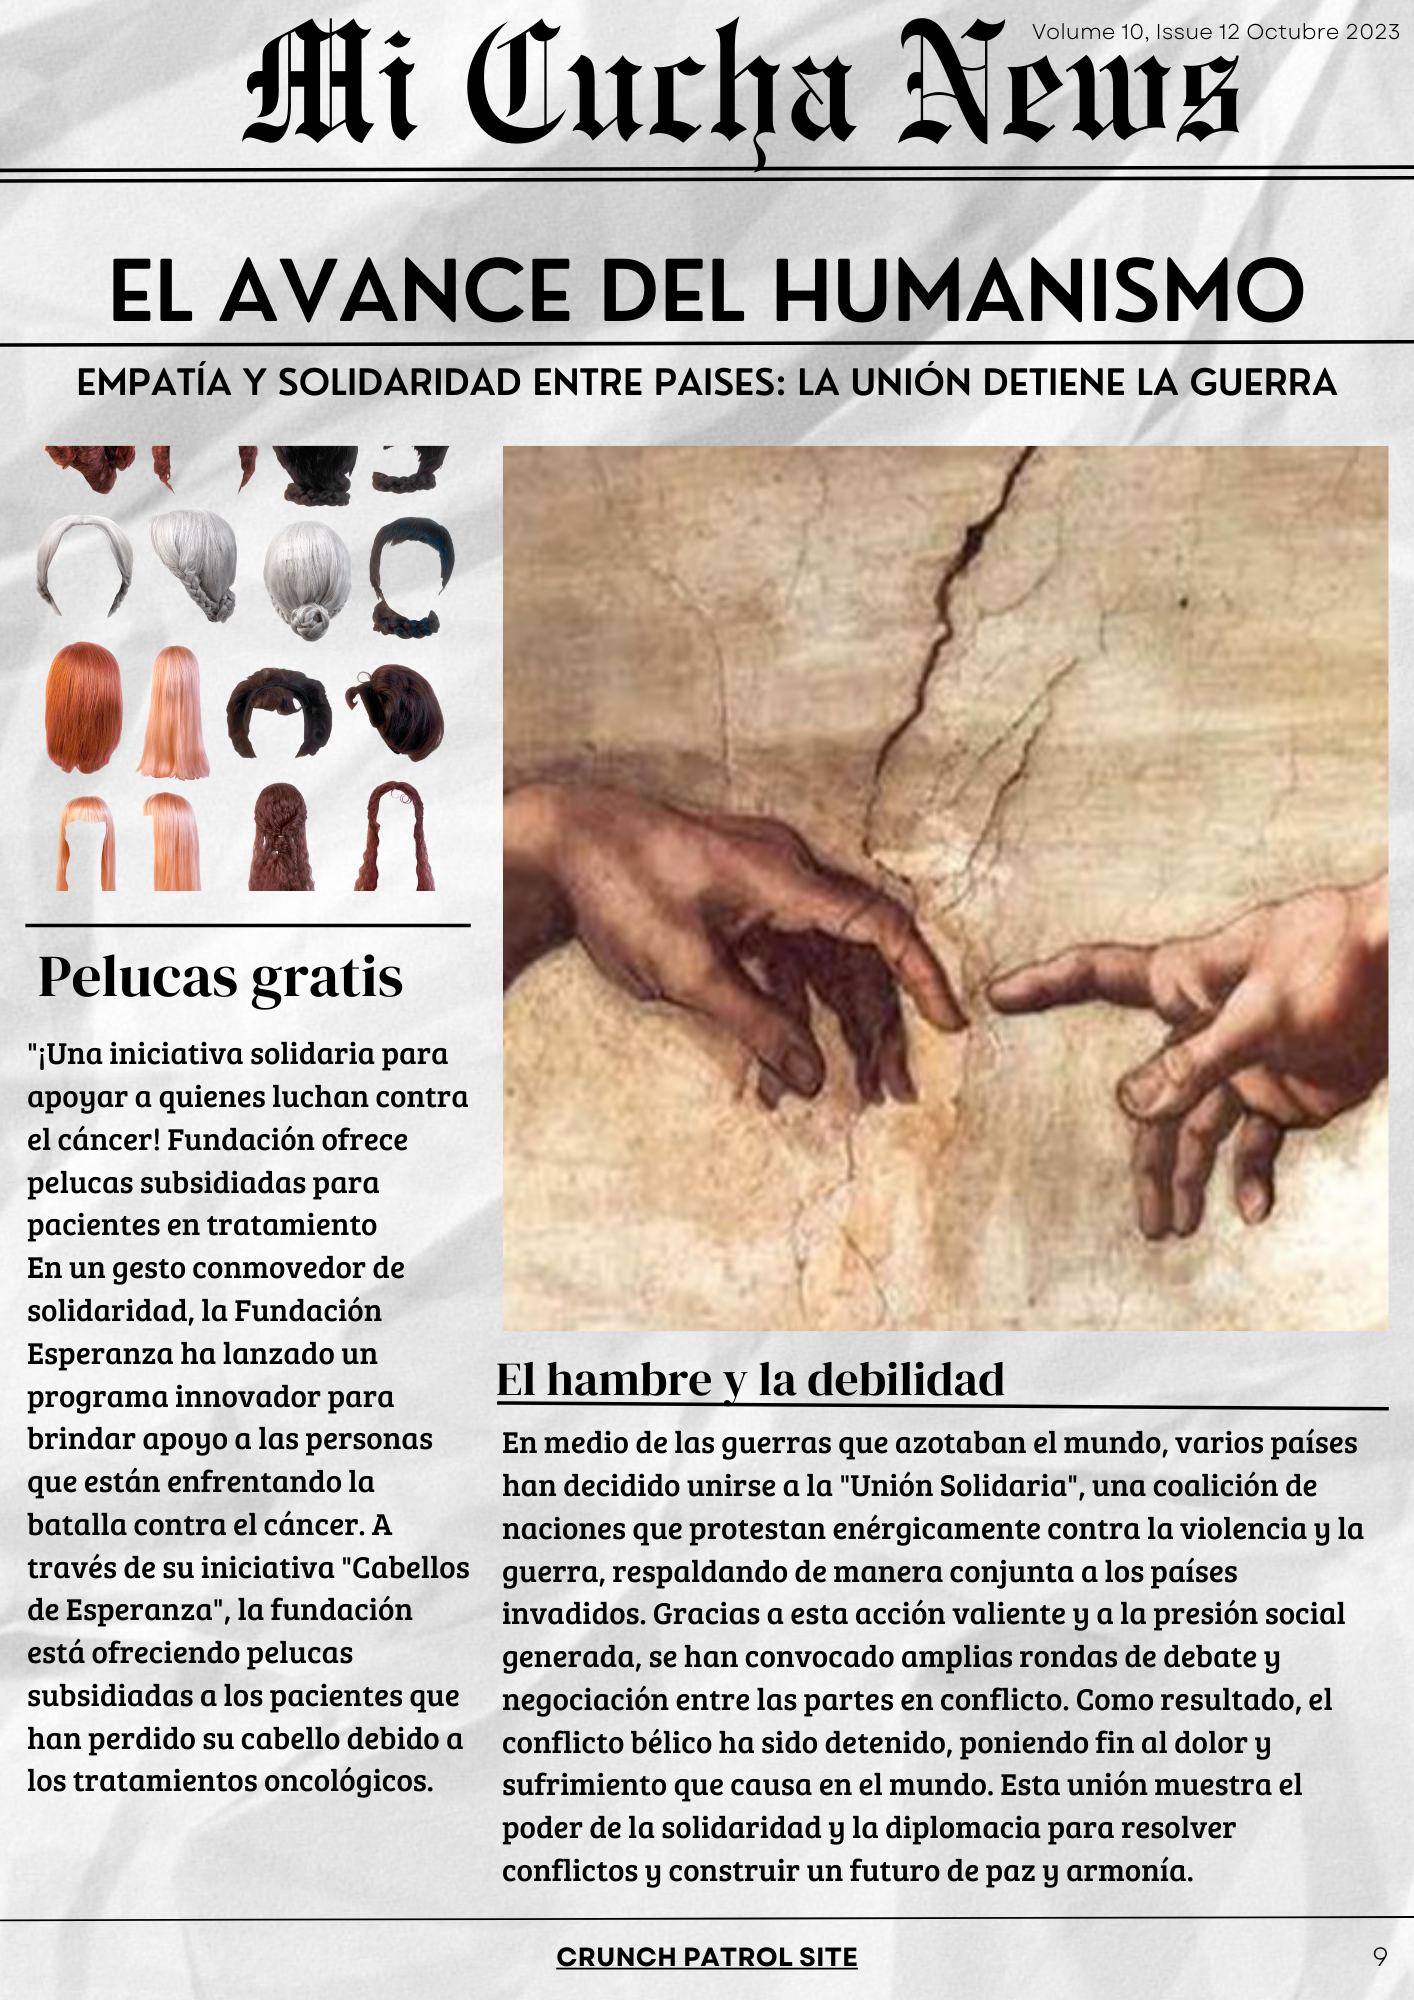 Volume 10, Issue 12 Octubre 2023
Mi Cucha News
EL AVANCE DEL HUMANISMO
EMPATÍA Y SOLIDARIDAD ENTRE PAISES: LA UNIÓN DETIENE LA GUERRA
Pelucas gratis
"¡Una iniciativa solidaria para
apoyar a quienes luchan contra
el cáncer! Fundación ofrece
pelucas subsidiadas para
pacientes en tratamiento
En un gesto conmovedor de
solidaridad, la Fundación
Esperanza ha lanzado un
programa innovador para
brindar apoyo a las personas
que están enfrentando la
batalla contra el cáncer. A
través de su iniciativa "Cabellos
de Esperanza", la fundación
está ofreciendo pelucas
subsidiadas a los pacientes que
han perdido su cabello debido a
los tratamientos oncológicos.
El hambre y la debilidad
En medio de las guerras que azotaban el mundo, varios países
han decidido unirse a la "Unión Solidaria", una coalición de
naciones que protestan enérgicamente contra la violencia y la
guerra, respaldando de manera conjunta a los países
invadidos. Gracias a esta acción valiente y a la presión social
generada, se han convocado amplias rondas de debate y
negociación entre las partes en conflicto. Como resultado, el
conflicto bélico ha sido detenido, poniendo fin al dolor y
sufrimiento que causa en el mundo. Esta unión muestra el
poder de la solidaridad y la diplomacia para resolver
conflictos y construir un futuro de paz y armonía.
CRUNCH PATROL SITE
9